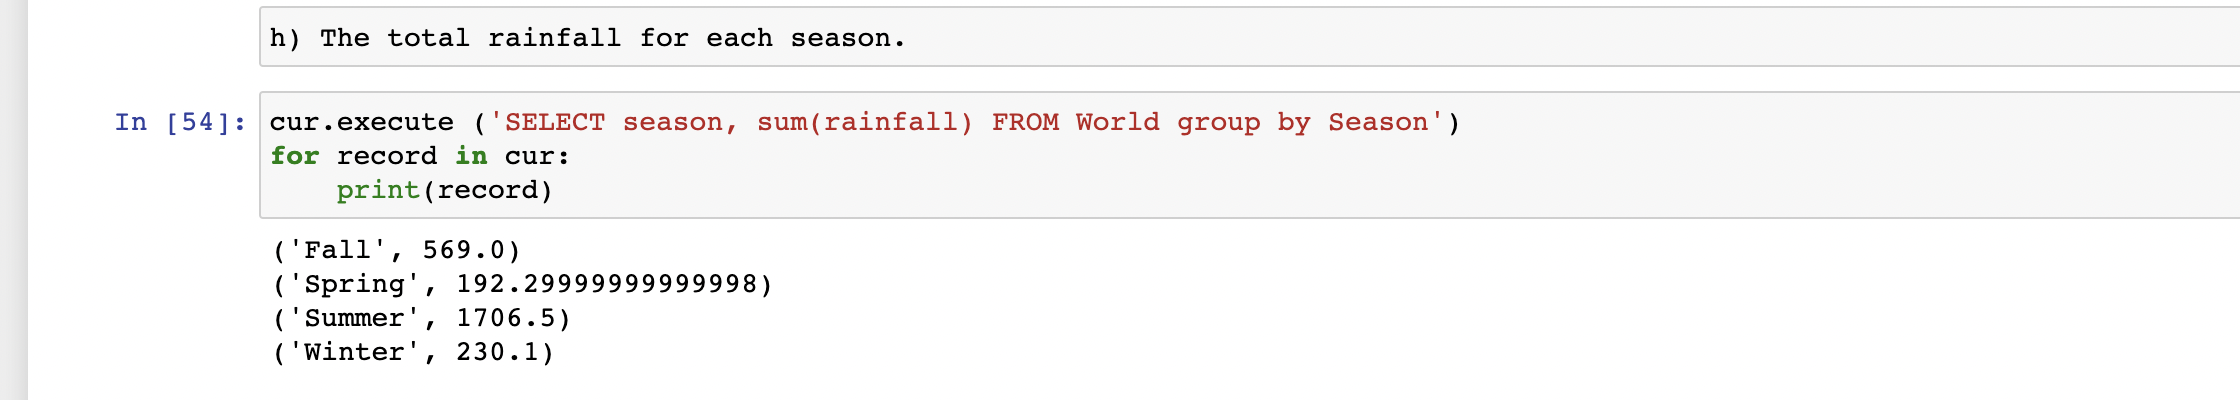 h) The total rainfall for each season.
In [54]: cur.execute ('SELECT season, sum(rainfall) FROM World group by Season')
for record in cur:
    print(record)
('Fall', 569.0)
('Spring', 192.29999999999998)
('Summer', 1706.5)
('Winter', 230.1)